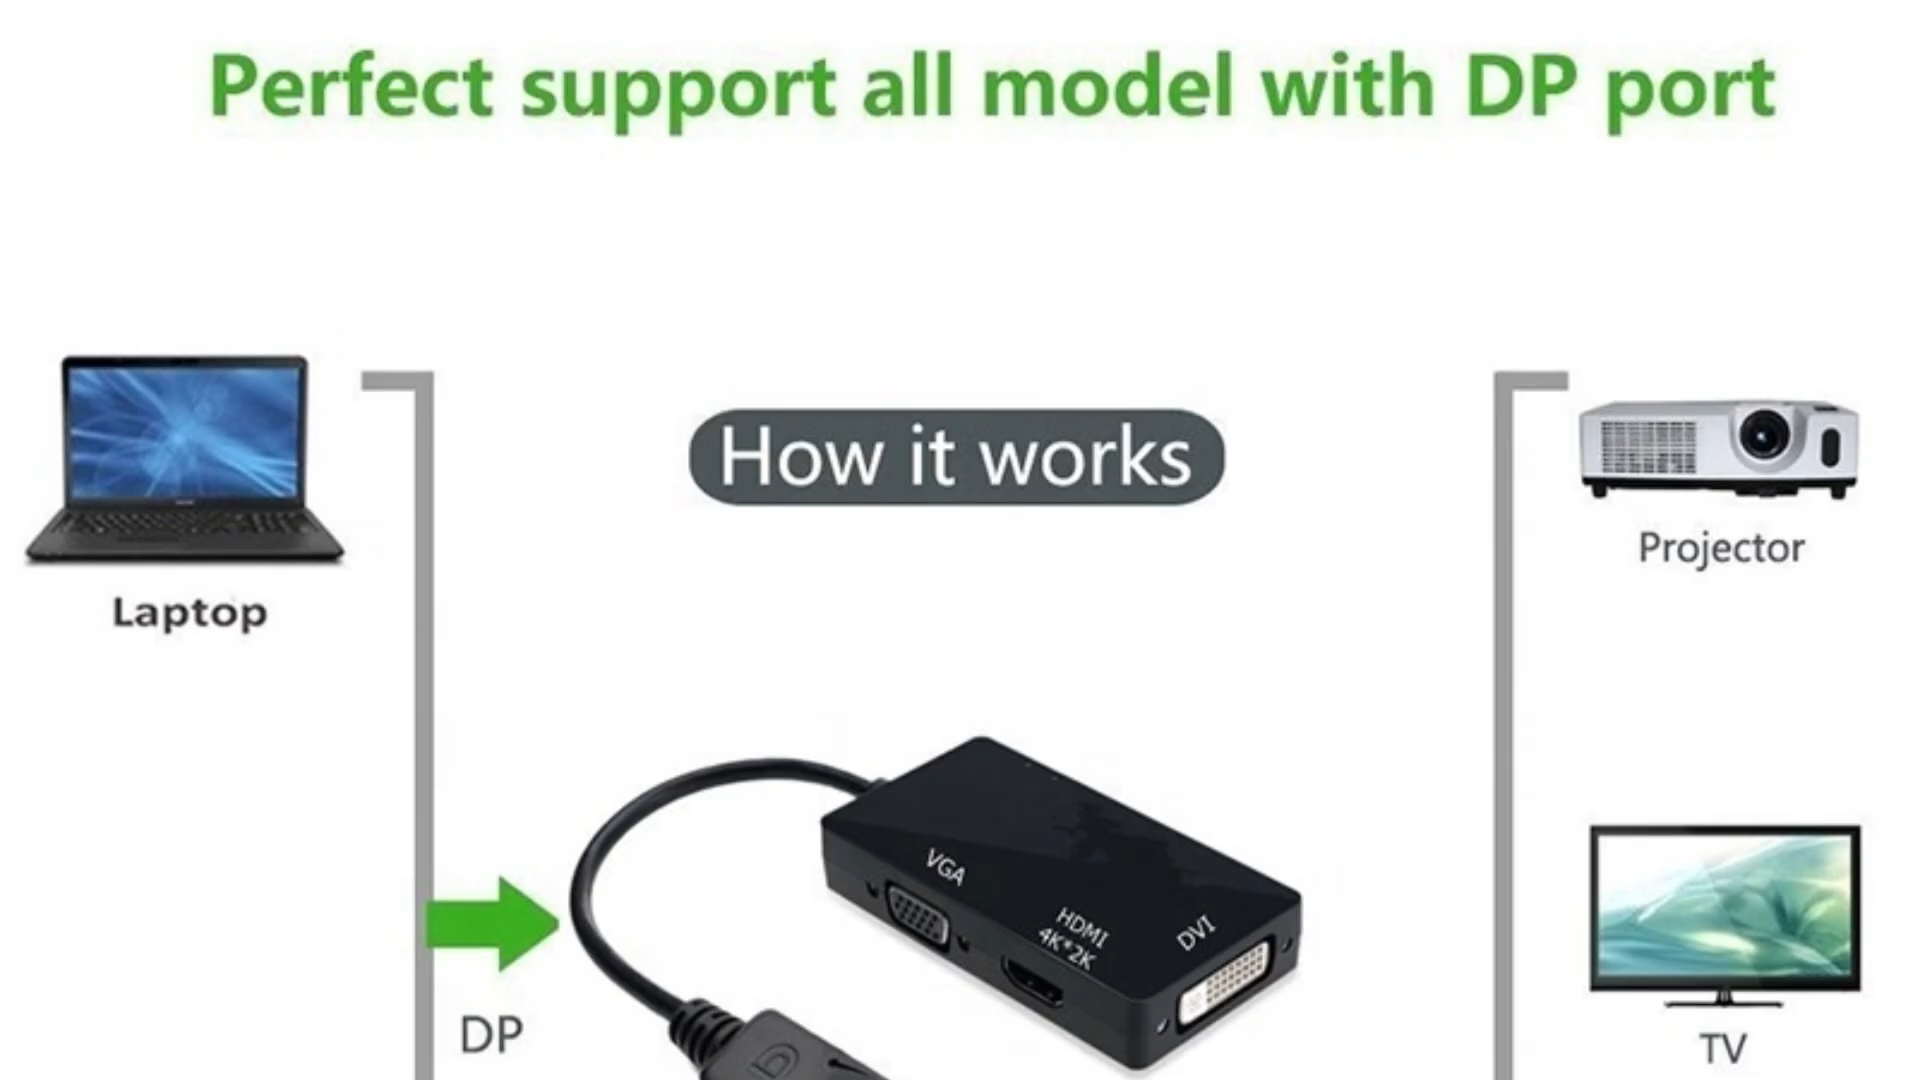 Perfect support all model with DP port
How it works
Laptop
Projector
VGA
HDMI
4K*2K
DVI
DP
TV